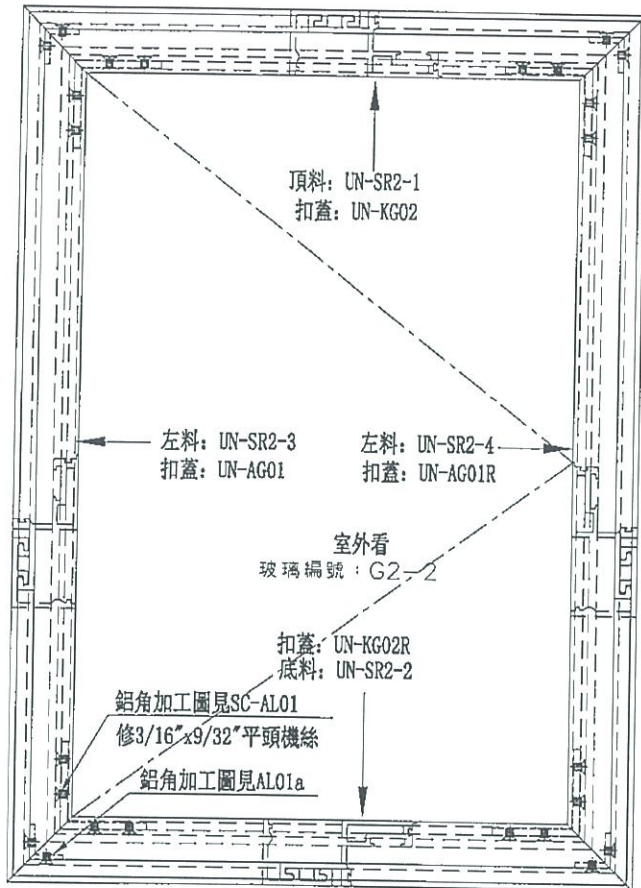 頂料: UN-SR2-1
扣蓋: UN-KG02
左料: UN-SR2-3
扣蓋: UN-AG01
左料: UN-SR2-4
扣蓋: UN-AG01R
室外看
玻璃編號：G2-2
扣蓋: UN-KG02R
底料: UN-SR2-2
鋁角加工圖見SC-AL01
修3/16"x9/32"平頭機絲
鋁角加工圖見AL01a